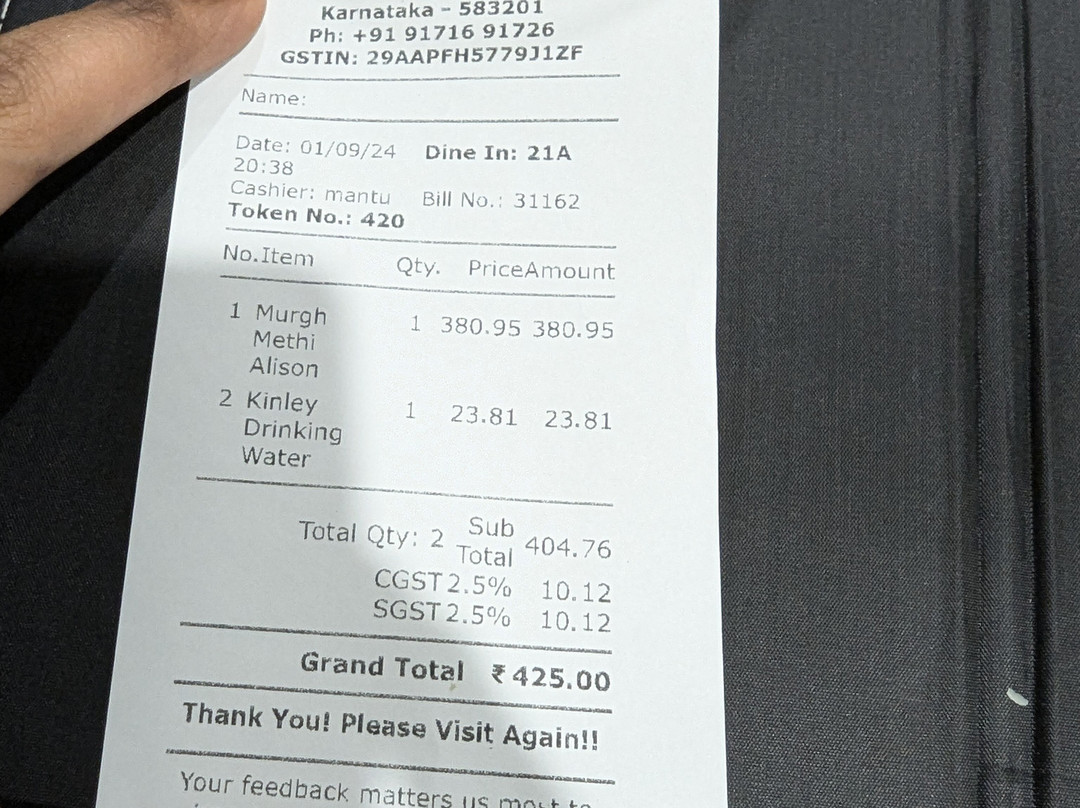 Karnataka - 583201
Ph: +91 91716 91726
GSTIN: 29AAPFH5779J1ZF
Name:
Date: 01/09/24 Dine In: 21A
20:38
Cashier: mantu Bill No.: 31162
Token No.: 420
No.Item Qty. PriceAmount
1 Murgh 1 380.95 380.95
Methi
Alison
2 Kinley 1 23.81 23.81
Drinking
Water
Total Qty: 2 Sub Total 404.76
CGST 2.5% 10.12
SGST 2.5% 10.12
Grand Total ₹425.00
Thank You! Please Visit Again!!
Your feedback matters us most to